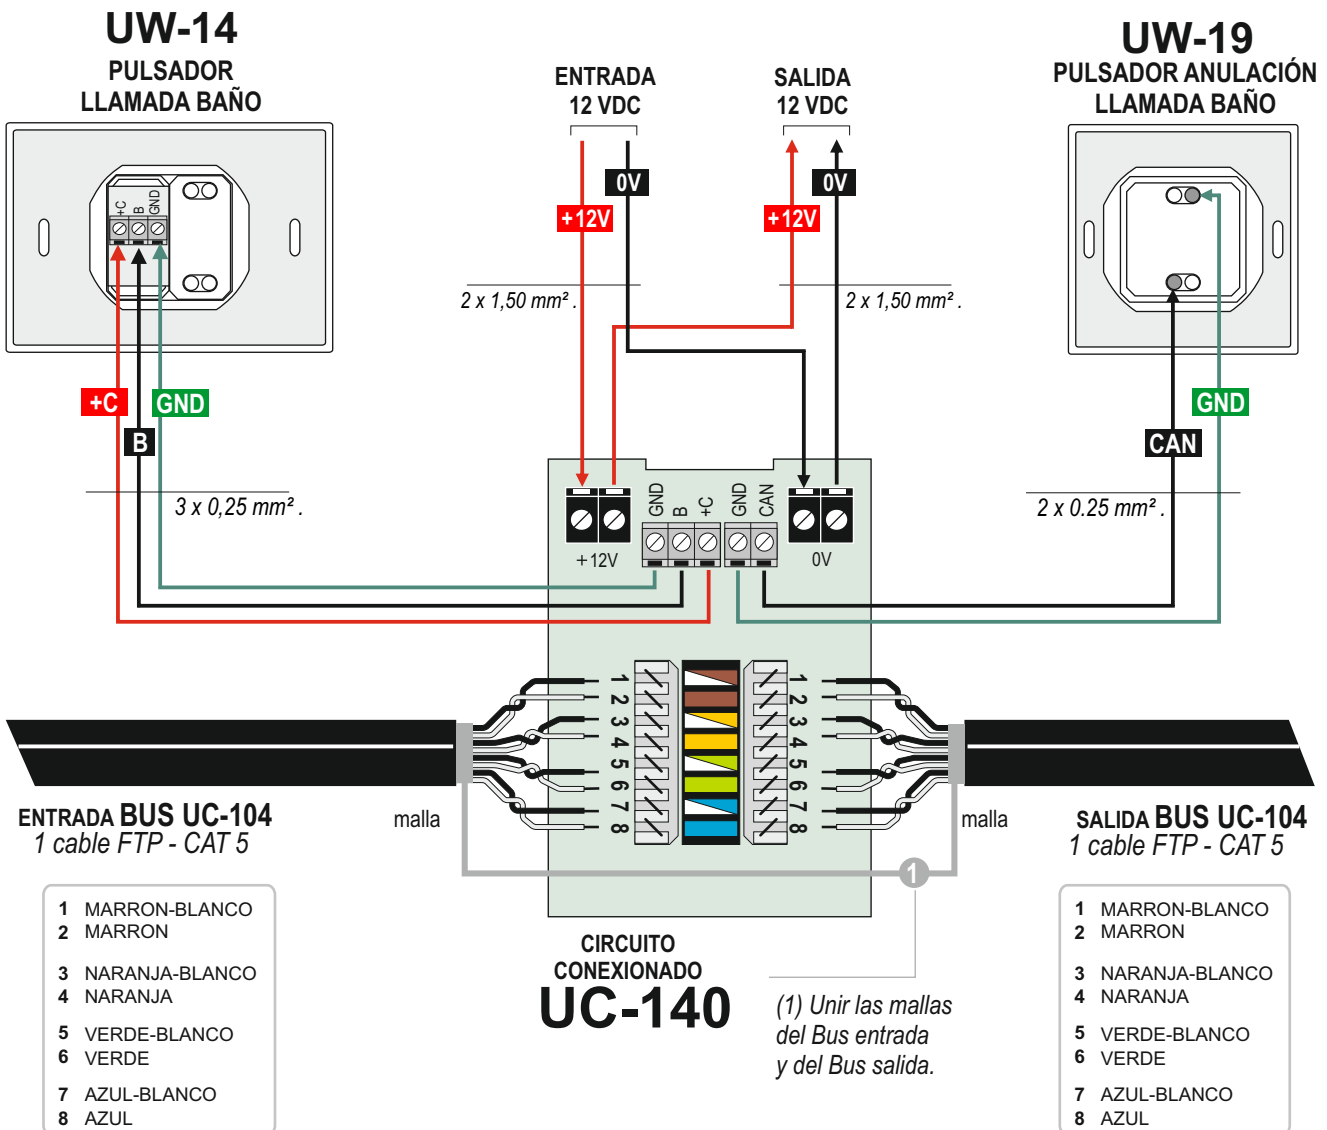 UW-14
PULSADOR
LLAMADA BAÑO
ENTRADA
12 VDC
SALIDA
12 VDC
UW-19
PULSADOR ANULACIÓN
LLAMADA BAÑO
+C
B
GND
0V
+12V
0V
+12V
2 x 1,50 mm² .
2 x 1,50 mm² .
+C
GND
B
GND
CAN
3 x 0,25 mm² .
2 x 0.25 mm² .
GND
B
+C
GND
CAN
+12V
0V
1
2
3
4
5
6
7
8
1
2
3
4
5
6
7
8
ENTRADA BUS UC-104
1 cable FTP - CAT 5
malla
malla
SALIDA BUS UC-104
1 cable FTP - CAT 5
1
1 MARRON-BLANCO
2 MARRON
3 NARANJA-BLANCO
4 NARANJA
5 VERDE-BLANCO
6 VERDE
7 AZUL-BLANCO
8 AZUL
CIRCUITO
CONEXIONADO
UC-140
(1) Unir las mallas
del Bus entrada
y del Bus salida.
1 MARRON-BLANCO
2 MARRON
3 NARANJA-BLANCO
4 NARANJA
5 VERDE-BLANCO
6 VERDE
7 AZUL-BLANCO
8 AZUL